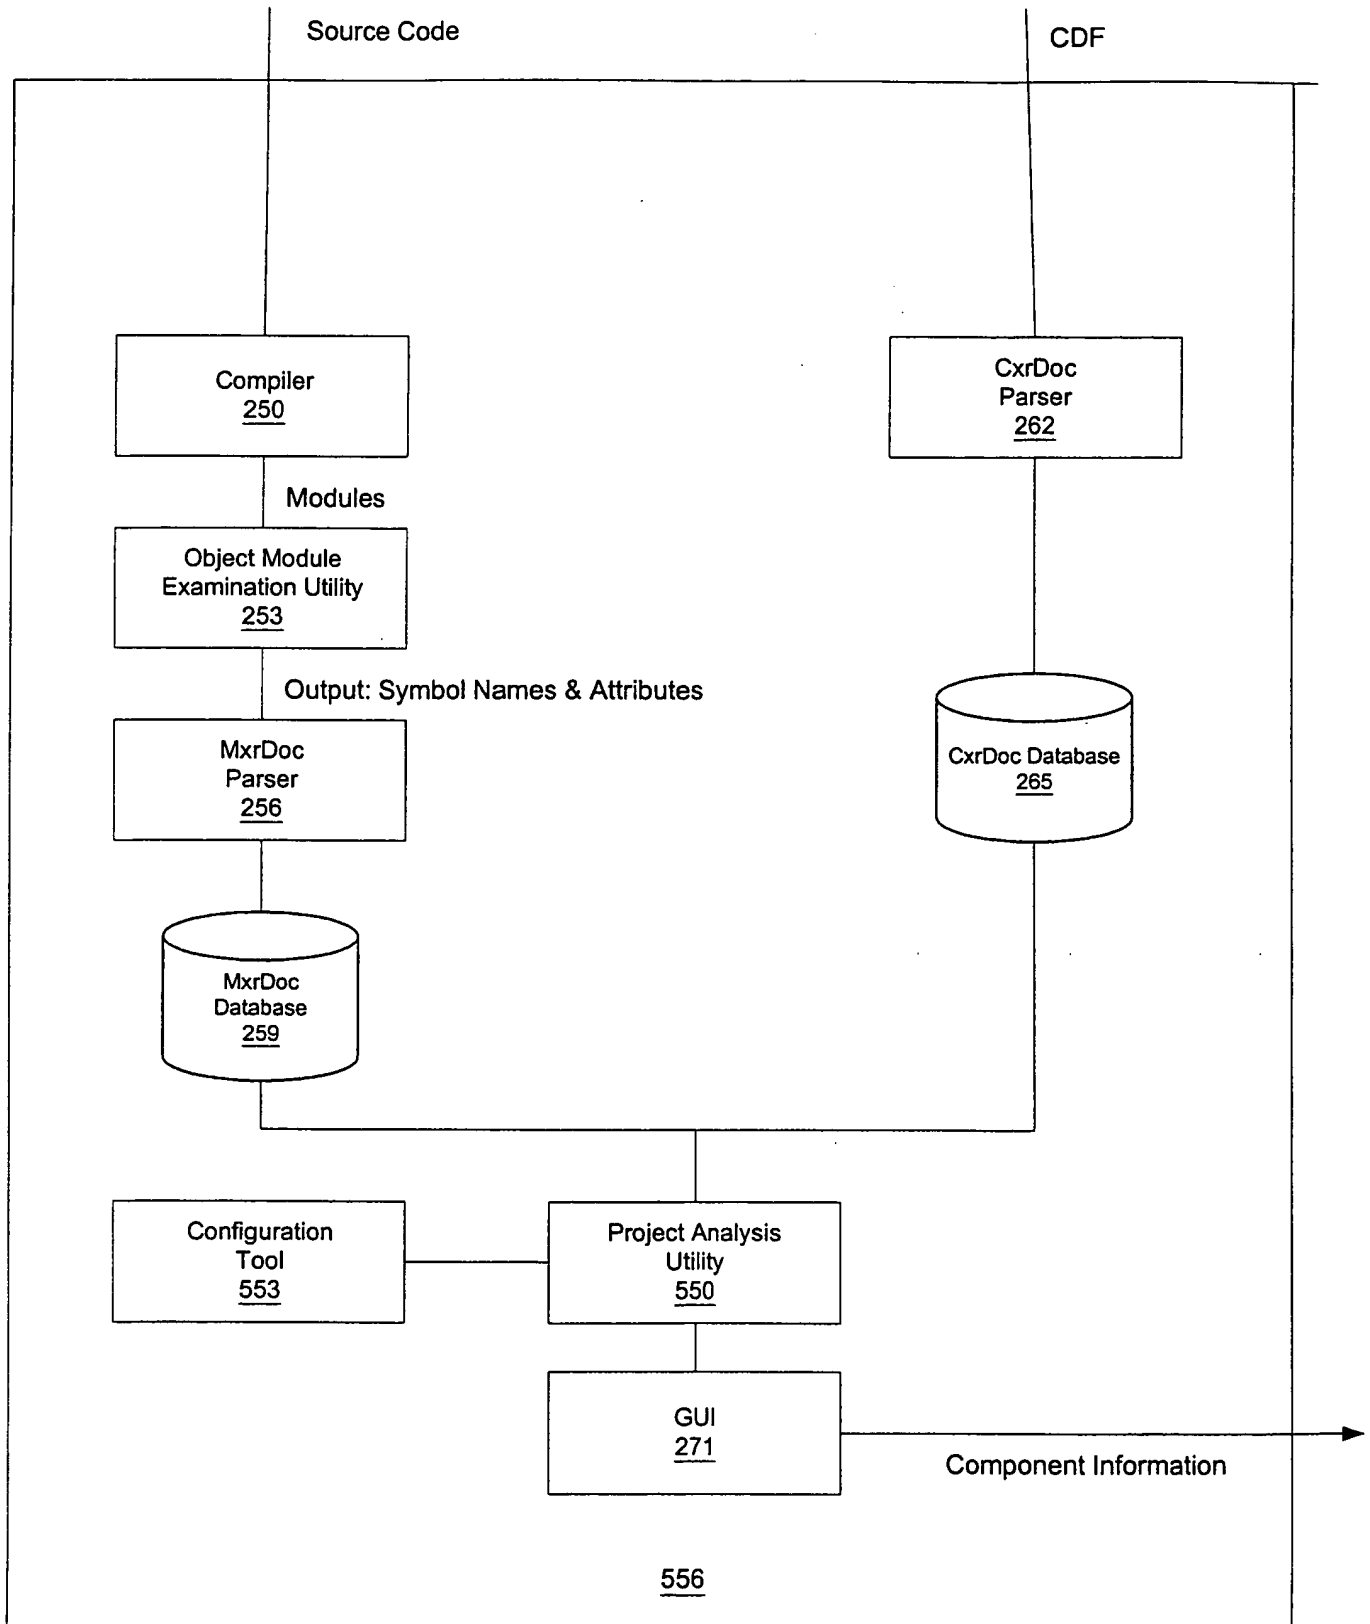 Source Code
CDF
Compiler
250
CxrDoc
Parser
262
Modules
Object Module
Examination Utility
253
Output: Symbol Names & Attributes
MxrDoc
Parser
256
CxrDoc Database
265
MxrDoc
Database
259
Configuration
Tool
553
Project Analysis
Utility
550
GUI
271
Component Information
556